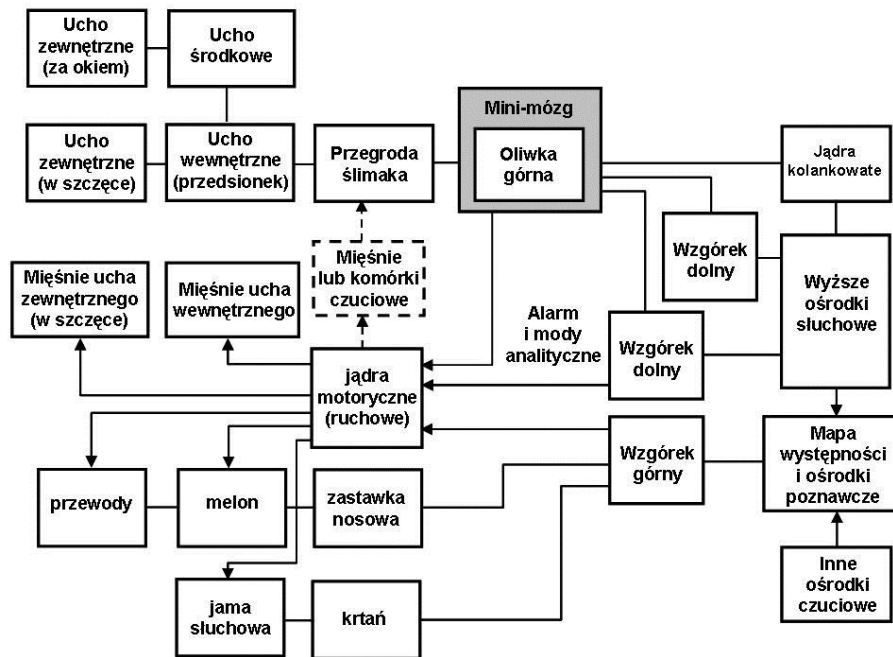 Ucho
zewnętrzne
(za okiem)
Ucho
środkowe
Mini-mózg
Ucho
zewnętrzne
(w szczęce)
Ucho
wewnętrzne
(przedsionek)
Przegroda
ślimaka
Oliwka
górna
Jądra
kolankowate
Mięśnie ucha
zewnętrznego
(w szczęce)
Mięśnie ucha
wewnętrznego
Mięśnie
lub komórki
czuciowe
Wzgórek
dolny
Wyższe
ośrodki
słuchowe
Alarm
i mody
analityczne
Wzgórek
dolny
jądra
motoryczne
(ruchowe)
Wzgórek
górny
Mapa
występności
i ośrodki
poznawcze
przewody
melon
zastawka
nosowa
Inne
ośrodki
czuciowe
jama
słuchowa
krtań